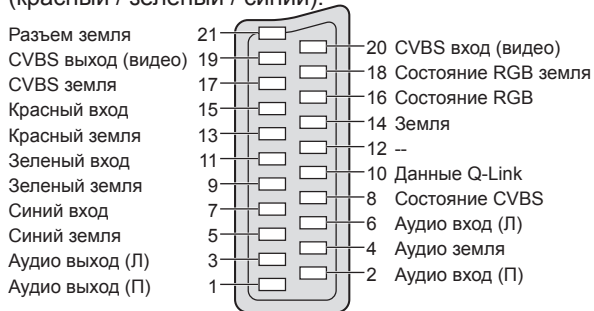 (красный / зеленый / синий).
Разъем земля 21
20 CVBS вход (видео)
CVBS выход (видео) 19
18 Состояние RGB земля
CVBS земля 17
16 Состояние RGB
Красный вход 15
14 Земля
Красный земля 13
12 --
Зеленый вход 11
10 Данные Q-Link
Зеленый земля 9
8 Состояние CVBS
Синий вход 7
6 Аудио вход (Л)
Синий земля 5
4 Аудио земля
Аудио выход (Л) 3
2 Аудио вход (П)
Аудио выход (П) 1